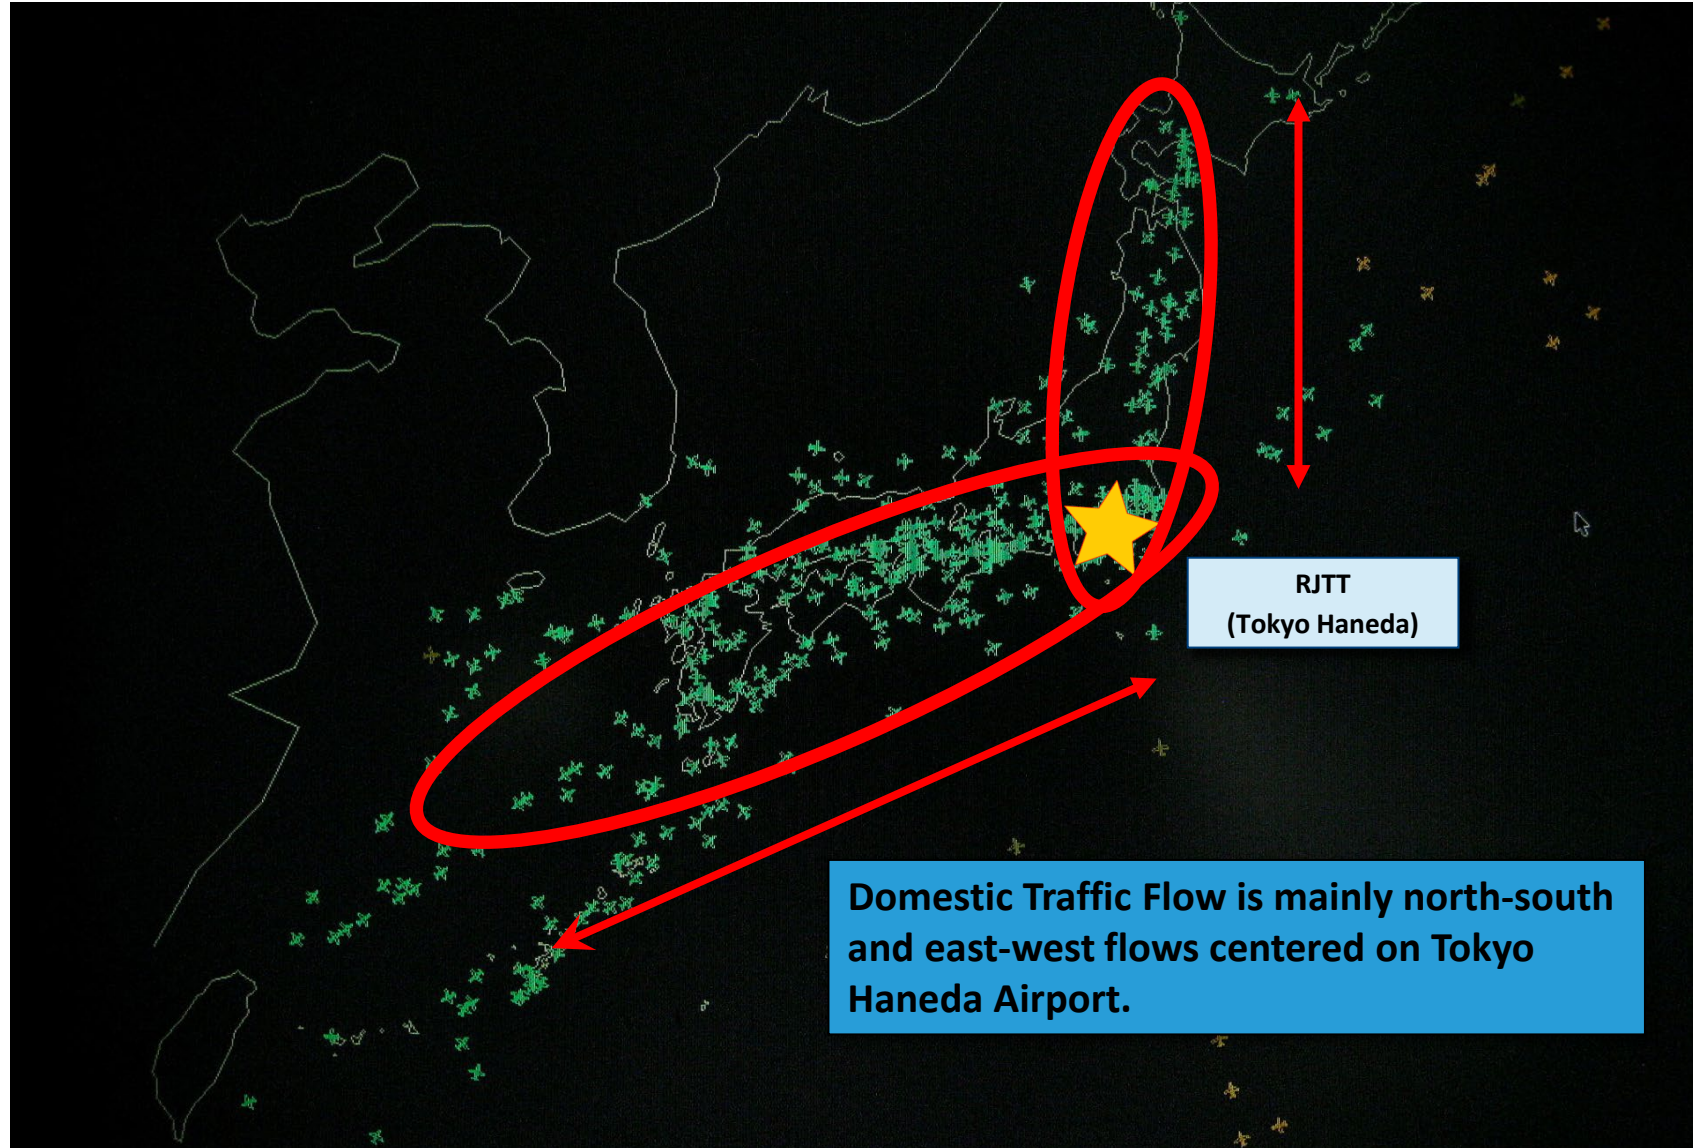 RJTT
(Tokyo Haneda)
Domestic Traffic Flow is mainly north-south
and east-west flows centered on Tokyo
Haneda Airport.